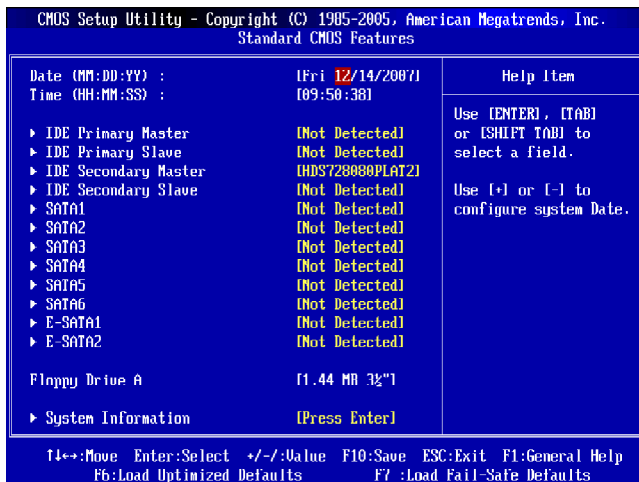 CMOS Setup Utility - Copyright (C) 1985-2005, American Megatrends, Inc.
Standard CMOS Features
Date (MM:DD:YY) : [Fri 12/14/2007]
Time (HH:MM:SS) : [09:50:38]
▶ IDE Primary Master [Not Detected]
▶ IDE Primary Slave [Not Detected]
▶ IDE Secondary Master [HDS728080PLAT2]
▶ IDE Secondary Slave [Not Detected]
▶ SATA1 [Not Detected]
▶ SATA2 [Not Detected]
▶ SATA3 [Not Detected]
▶ SATA4 [Not Detected]
▶ SATA5 [Not Detected]
▶ SATA6 [Not Detected]
▶ E-SATA1 [Not Detected]
▶ E-SATA2 [Not Detected]
Floppy Drive A [1.44 MB 3½"]
▶ System Information [Press Enter]
Help Item
Use [ENTER], [TAB]
or [SHIFT TAB] to
select a field.
Use [+] or [-] to
configure system Date.
↑↓←→:Move Enter:Select +/-/:Value F10:Save ESC:Exit F1:General Help
F6:Load Optimized Defaults F7 :Load Fail-Safe Defaults